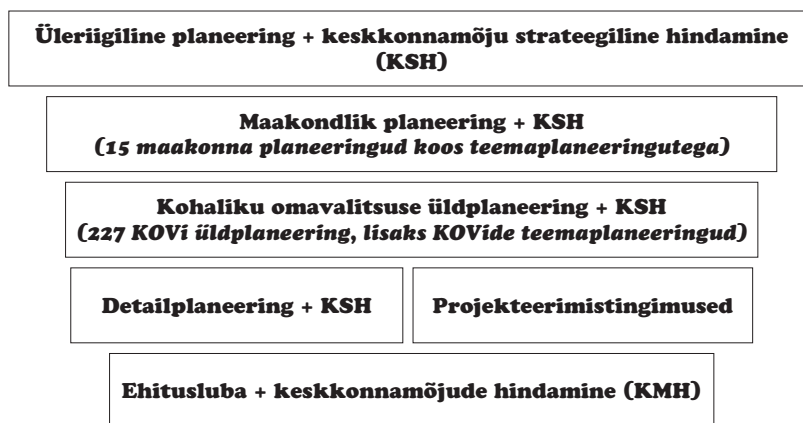 Üleriigiline planeering + keskkonnamõju strateegiline hindamine
(KSH)
Maakondlik planeering + KSH
(15 maakonna planeeringud koos teemaplaneeringutega)
Kohaliku omavalitsuse üldplaneering + KSH
(227 KOVi üldplaneering, lisaks KOVide teemaplaneeringud)
Detailplaneering + KSH
Projekteerimistingimused
Ehitusluba + keskkonnamõjude hindamine (KMH)